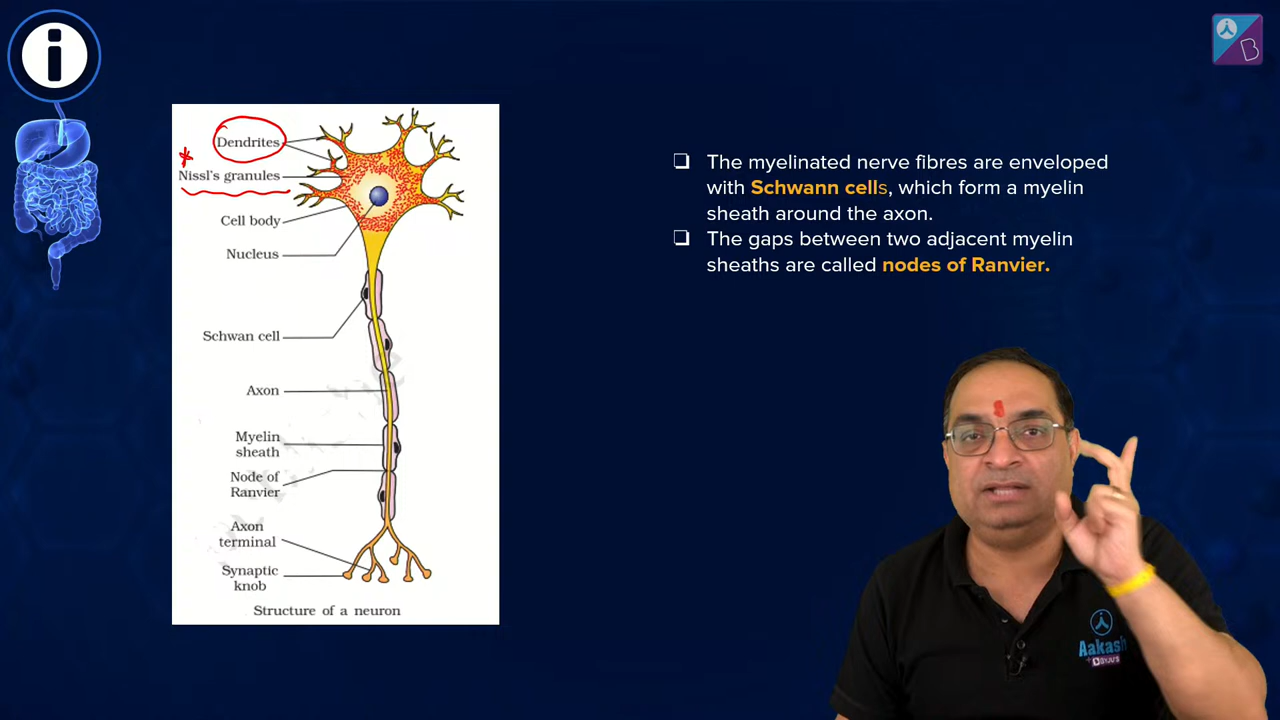 Dendrites
Nissl's granules
Cell body
Nucleus
Schwan cell
Axon
Myelin
sheath
Node of
Ranvier
Axon
terminal
Synaptic
knob
Structure of a neuron
❑ The myelinated nerve fibres are enveloped
with Schwann cells, which form a myelin
sheath around the axon.
❑ The gaps between two adjacent myelin
sheaths are called nodes of Ranvier.
Aakash
+BYJU'S